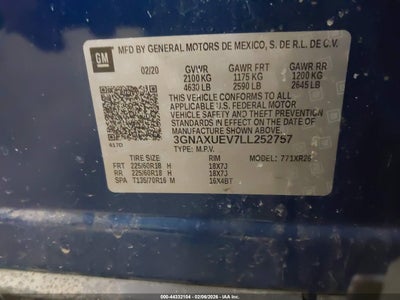 GM
MFD BY GENERAL MOTORS DE MEXICO, S. DE R.L. DE C.V.
02/20 GVWR GAWR FRT GAWR RR
2100 KG 1175 KG 1200 KG
4630 LB 2590 LB 2645 LB
THIS VEHICLE CONFORMS TO ALL APPLICABLE
U.S. FEDERAL MOTOR VEHICLE SAFETY, BUMPER,
AND THEFT PREVENTION STANDARDS IN EFFECT
ON THE DATE OF MANUFACTURE SHOWN ABOVE.
3GNAXUEV7LL252757
TYPE: M.P.V. 771XR26
TIRE SIZE RIM
FRT 225/60R18 H 18X7J
RR 225/60R18 H 18X7J
SPA T135/70R16 M 16X4BT
000-44332184 - 02/06/2026 - IAA Inc.